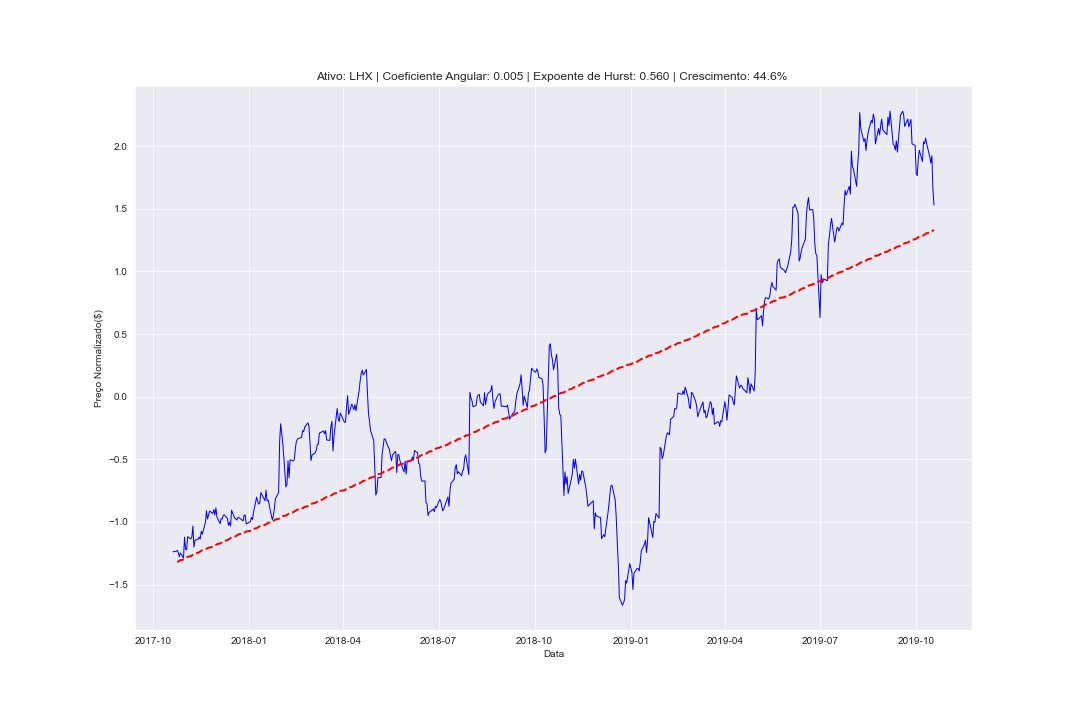 Ativo: LHX | Coeficiente Angular: 0.005 | Expoente de Hurst: 0.560 | Crescimento: 44.6%
Preço Normalizado($)
2.0
1.5
1.0
0.5
0.0
−0.5
−1.0
−1.5
2017-10 2018-01 2018-04 2018-07 2018-10 2019-01 2019-04 2019-07 2019-10
Data